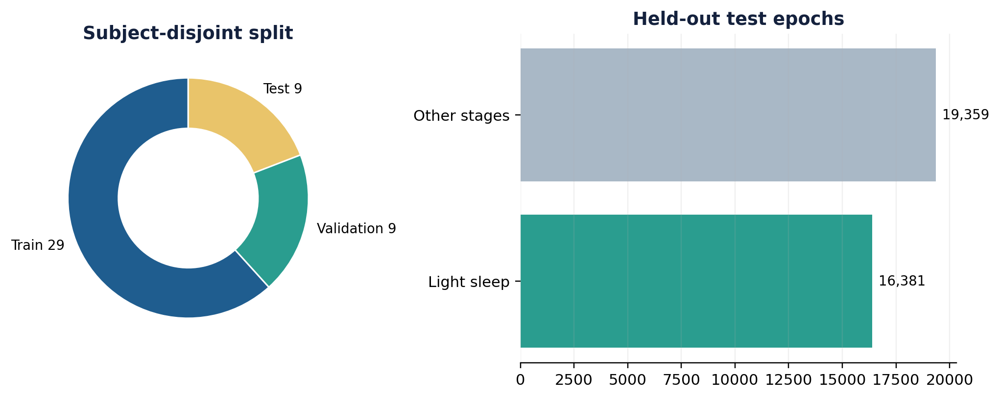 Subject-disjoint split
Test 9
Validation 9
Train 29
Held-out test epochs
Other stages
19,359
Light sleep
16,381
0 2500 5000 7500 10000 12500 15000 17500 20000